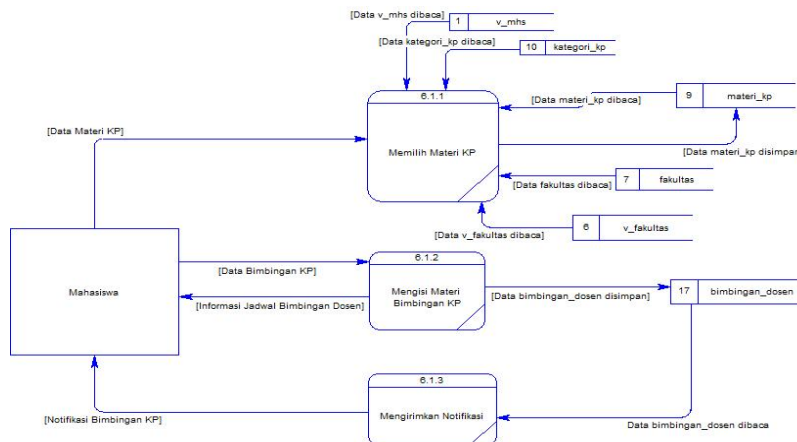 [Data v_mhs dibaca]
1 v_mhs
[Data kategori_kp dibaca]
10 kategori_kp
6.1.1
Memilih Materi KP
[Data materi_kp dibaca]
9 materi_kp
[Data Materi KP]
[Data materi_kp disimpan
[Data fakultas dibaca]
7 fakultas
[Data v_fakultas dibaca]
6 v_fakultas
Mahasiswa
[Data Bimbingan KP]
6.1.2
Mengisi Materi
Bimbingan KP
[Informasi Jadwal Bimbingan Dosen]
[Data bimbingan_dosen disimpan]
17 bimbingan_dosen
6.1.3
Mengirimkan Notifikasi
[Notifikasi Bimbingan KP]
Data bimbingan_dosen dibaca